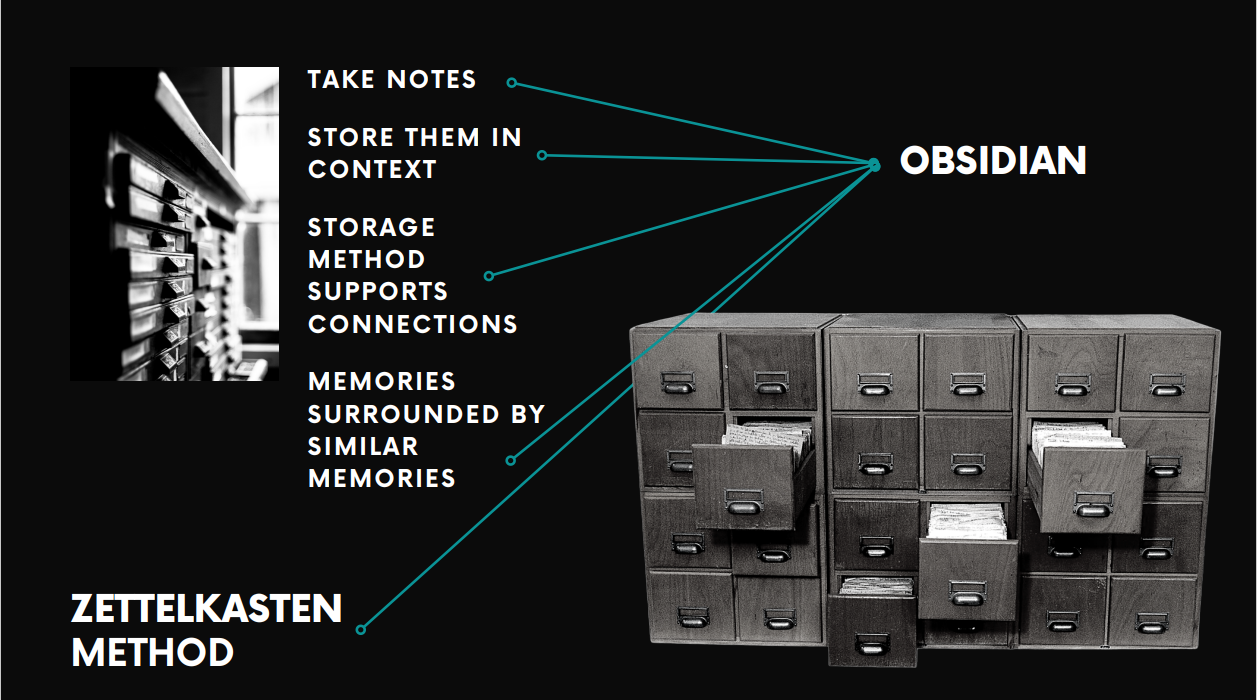 TAKE NOTES
STORE THEM IN
CONTEXT
STORAGE
METHOD
SUPPORTS
CONNECTIONS
MEMORIES
SURROUNDED BY
SIMILAR
MEMORIES
OBSIDIAN
ZETTELKASTEN
METHOD